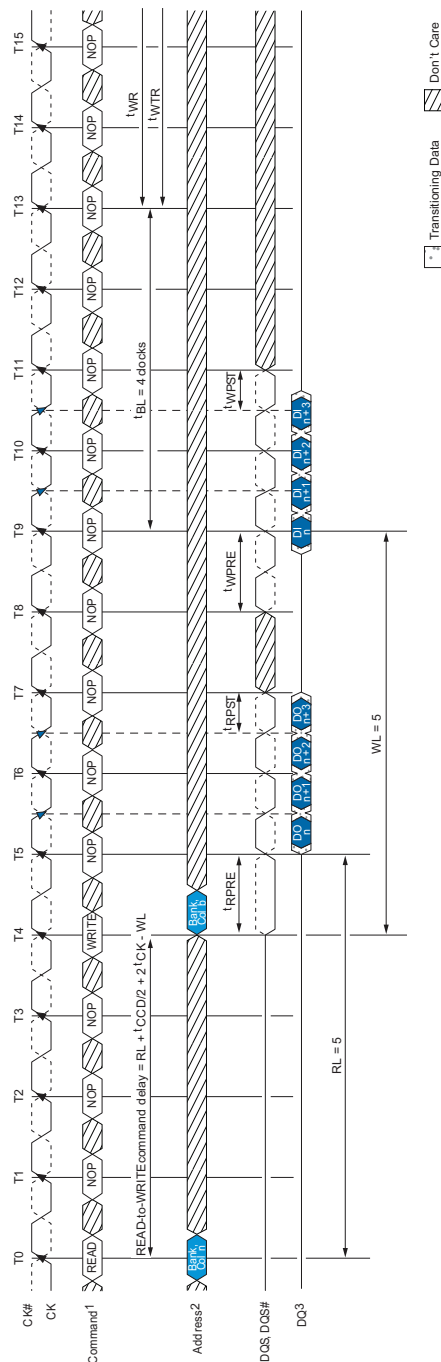 T0 T1 T2 T3 T4 T5 T6 T7 T8 T9 T10 T11 T12 T13 T14 T15
CK#
CK
Command1 READ NOP NOP NOP WRITE NOP NOP NOP NOP NOP NOP NOP NOP NOP NOP NOP
READ-to-WRITEcommand delay = RL + tCCD/2 + 2tCK - WL
tBL = 4 docks
tWR
tWTR
Address2 Bank, Col n Bank, Col b
tRPRE tRPST tWPRE tWPST
DQS, DQS#
DQ3 DO n DO n+1 DO n+2 DO n+3 DI n DI n+1 DI n+2 DI n+3
WL = 5
RL = 5
Transitioning Data Don't Care